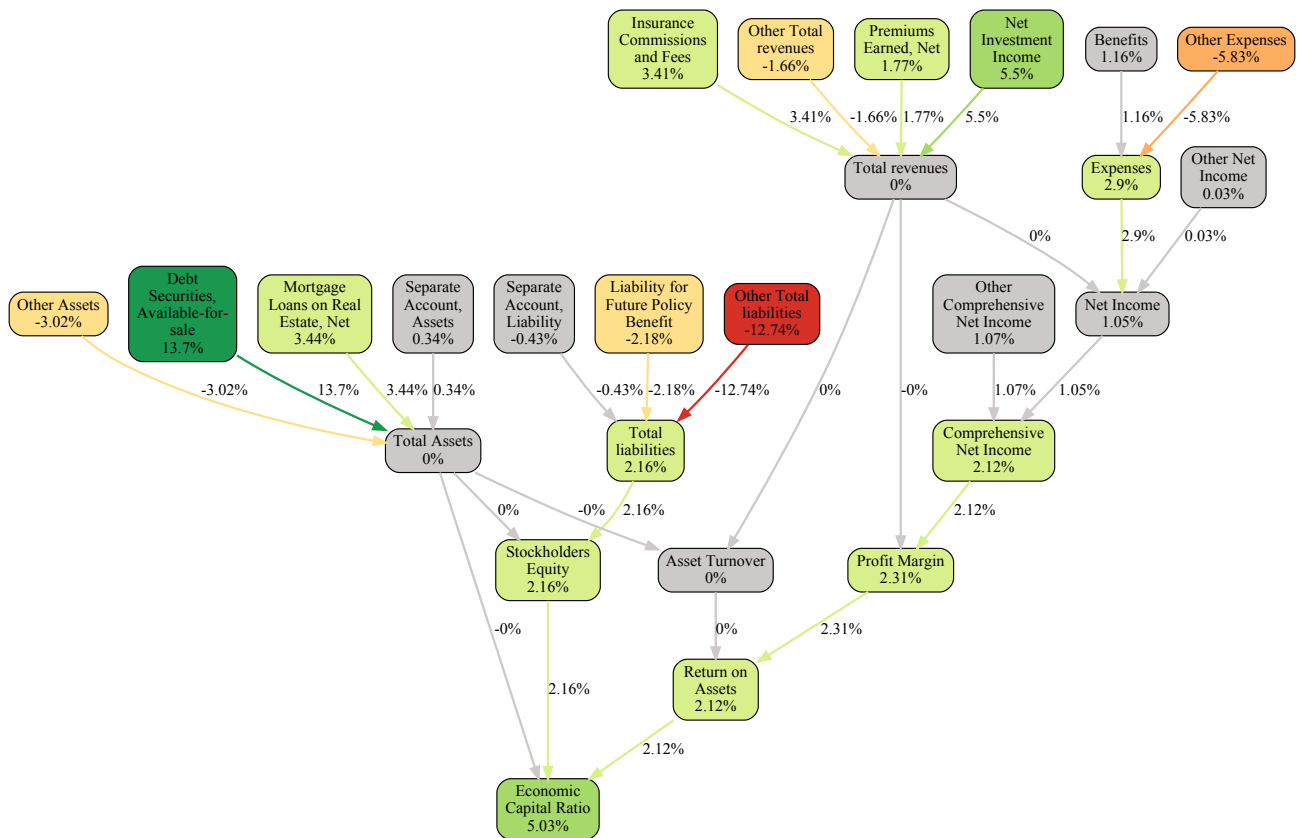 Insurance
Commissions
and Fees
3.41%
Other Total
revenues
-1.66%
Premiums
Earned, Net
1.77%
Net
Investment
Income
5.5%
Benefits
1.16%
Other Expenses
-5.83%
3.41%
-1.66%
1.77%
5.5%
1.16%
-5.83%
Total revenues
0%
Expenses
2.9%
Other Net
Income
0.03%
0%
2.9%
0.03%
Other Assets
-3.02%
Debt
Securities,
Available-for-
sale
13.7%
Mortgage
Loans on Real
Estate, Net
3.44%
Separate
Account,
Assets
0.34%
Separate
Account,
Liability
-0.43%
Liability for
Future Policy
Benefit
-2.18%
Other Total
liabilities
-12.74%
Other
Comprehensive
Net Income
1.07%
Net Income
1.05%
-3.02%
13.7%
3.44%
0.34%
-0.43%
-2.18%
-12.74%
0%
-0%
1.07%
1.05%
Total Assets
0%
Total
liabilities
2.16%
Comprehensive
Net Income
2.12%
0%
-0%
2.16%
2.12%
Stockholders
Equity
2.16%
Asset Turnover
0%
Profit Margin
2.31%
-0%
0%
2.31%
2.16%
Return on
Assets
2.12%
2.12%
Economic
Capital Ratio
5.03%